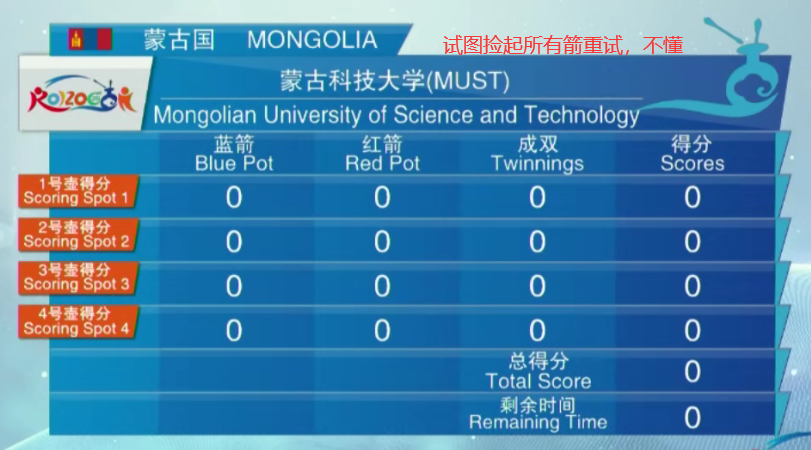 蒙古国 MONGOLIA
试图捡起所有箭重试，不懂
蒙古科技大学(MUST)
Mongolian University of Science and Technology
蓝箭 红箭 成双 得分
Blue Pot Red Pot Twinnings Scores
1号壶得分
Scoring Spot 1 0 0 0 0
2号壶得分
Scoring Spot 2 0 0 0 0
3号壶得分
Scoring Spot 3 0 0 0 0
4号壶得分
Scoring Spot 4 0 0 0 0
总得分
Total Score 0
剩余时间
Remaining Time 0